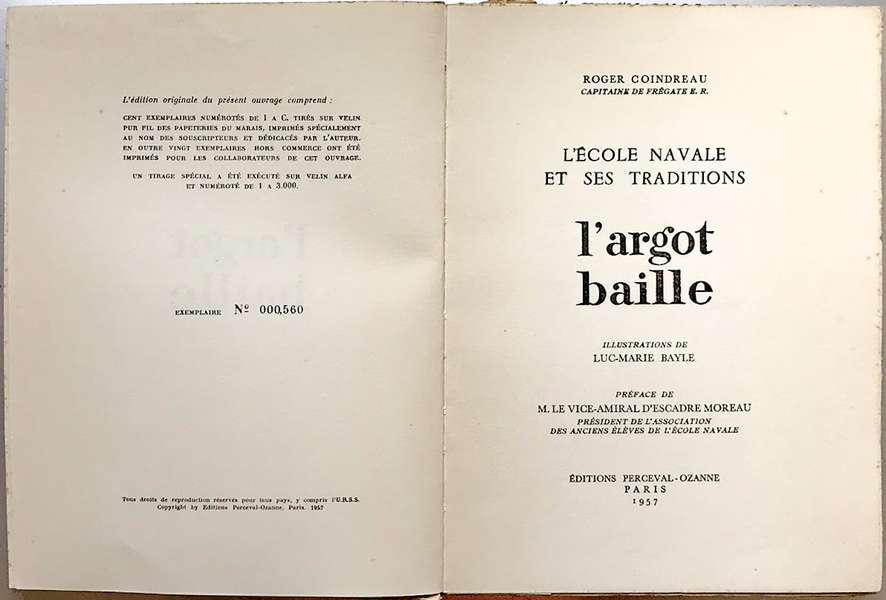 L'édition originale du présent ouvrage comprend :
CENT EXEMPLAIRES NUMÉROTÉS DE I A C, TIRÉS SUR VELIN
PUR FIL DES PAPETERIES DU MARAIS, IMPRIMÉS SPÉCIALEMENT
AU NOM DES SOUSCRIPTEURS ET DÉDICACÉS PAR L'AUTEUR.
EN OUTRE VINGT EXEMPLAIRES HORS COMMERCE ONT ÉTÉ
IMPRIMÉS POUR LES COLLABORATEURS DE CET OUVRAGE.
UN TIRAGE SPÉCIAL A ÉTÉ EXÉCUTÉ SUR VELIN ALFA
ET NUMÉROTÉ DE 1 A 3.000.
EXEMPLAIRE Nº 000,560
Tous droits de reproduction réservés pour tous pays, y compris l'U.R.S.S.
Copyright by Editions Perceval-Ozanne, Paris. 1957
ROGER COINDREAU
CAPITAINE DE FRÉGATE E. R.
L'ÉCOLE NAVALE
ET SES TRADITIONS
l'argot
baille
ILLUSTRATIONS DE
LUC-MARIE BAYLE
PRÉFACE DE
M. LE VICE-AMIRAL D'ESCADRE MOREAU
PRÉSIDENT DE L'ASSOCIATION
DES ANCIENS ÉLÈVES DE L'ÉCOLE NAVALE
ÉDITIONS PERCEVAL-OZANNE
PARIS
1957